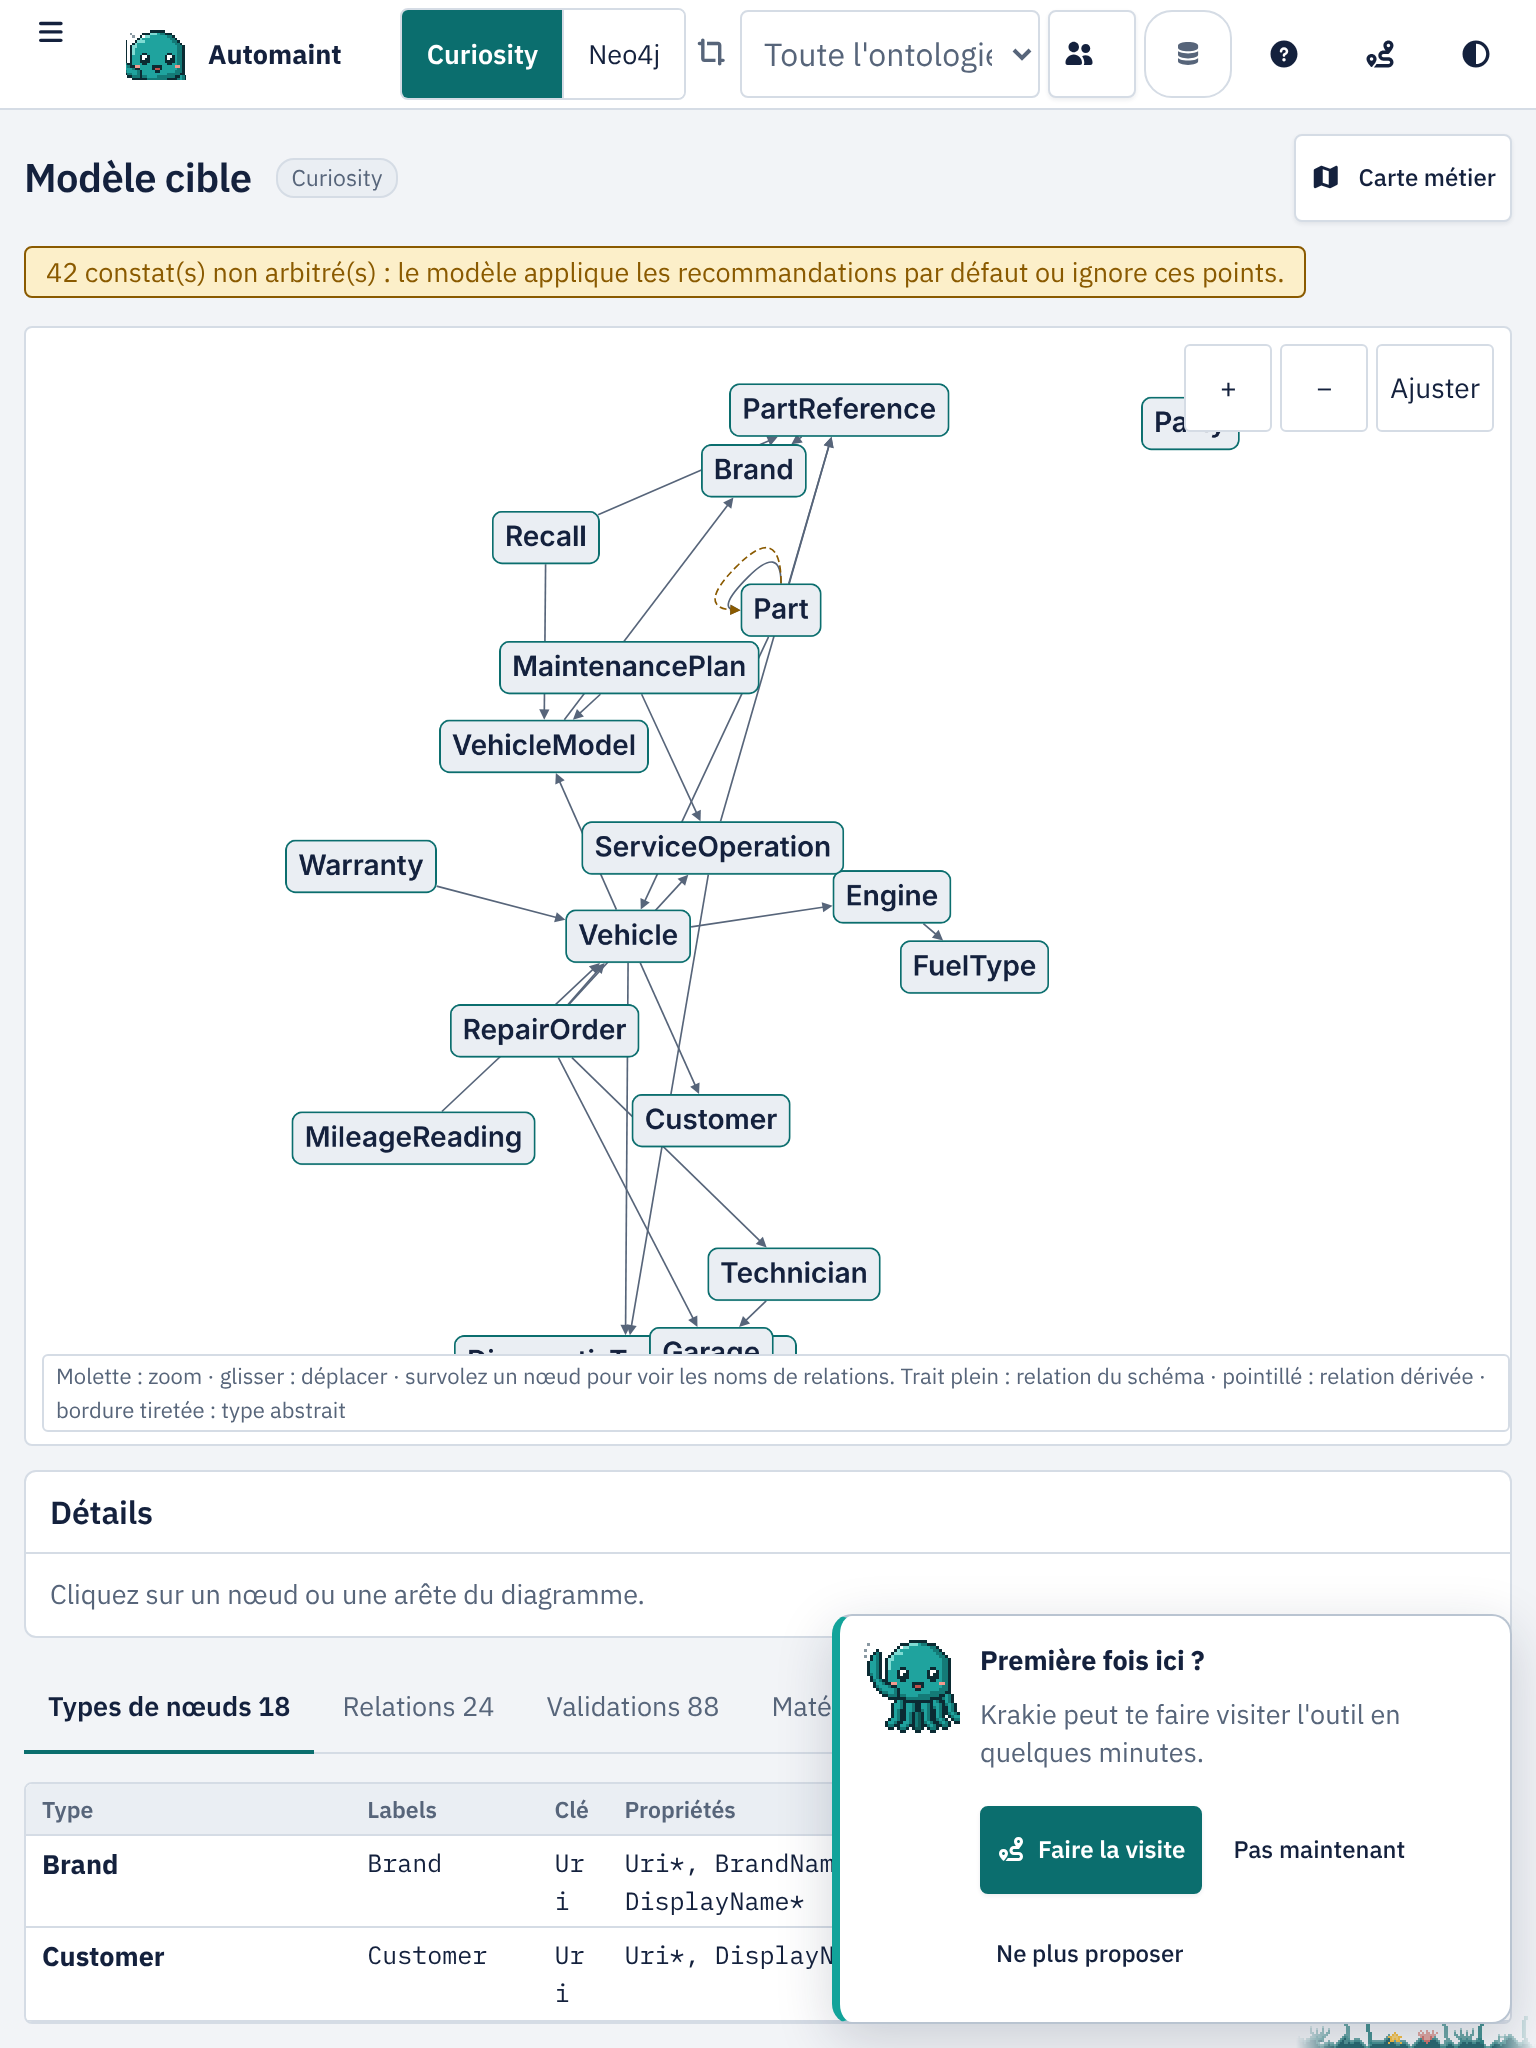 Automaint
Curiosity
Neo4j
Toute l'ontologie
Modèle cible
Curiosity
Carte métier
42 constat(s) non arbitré(s) : le modèle applique les recommandations par défaut ou ignore ces points.
+
−
Ajuster
PartReference
Brand
Recall
Part
MaintenancePlan
VehicleModel
ServiceOperation
Warranty
Engine
Vehicle
FuelType
RepairOrder
Customer
MileageReading
Technician
Garage
Molette : zoom · glisser : déplacer · survolez un nœud pour voir les noms de relations. Trait plein : relation du schéma · pointillé : relation dérivée ·
bordure tiretée : type abstrait
Détails
Cliquez sur un nœud ou une arête du diagramme.
Types de nœuds 18
Relations 24
Validations 88
Maté
Type Labels Clé Propriétés
Brand Brand Ur Uri*, BrandNam
i DisplayName*
Customer Customer Ur Uri*, DisplayN
i
Première fois ici ?
Krakie peut te faire visiter l'outil en
quelques minutes.
Faire la visite
Pas maintenant
Ne plus proposer